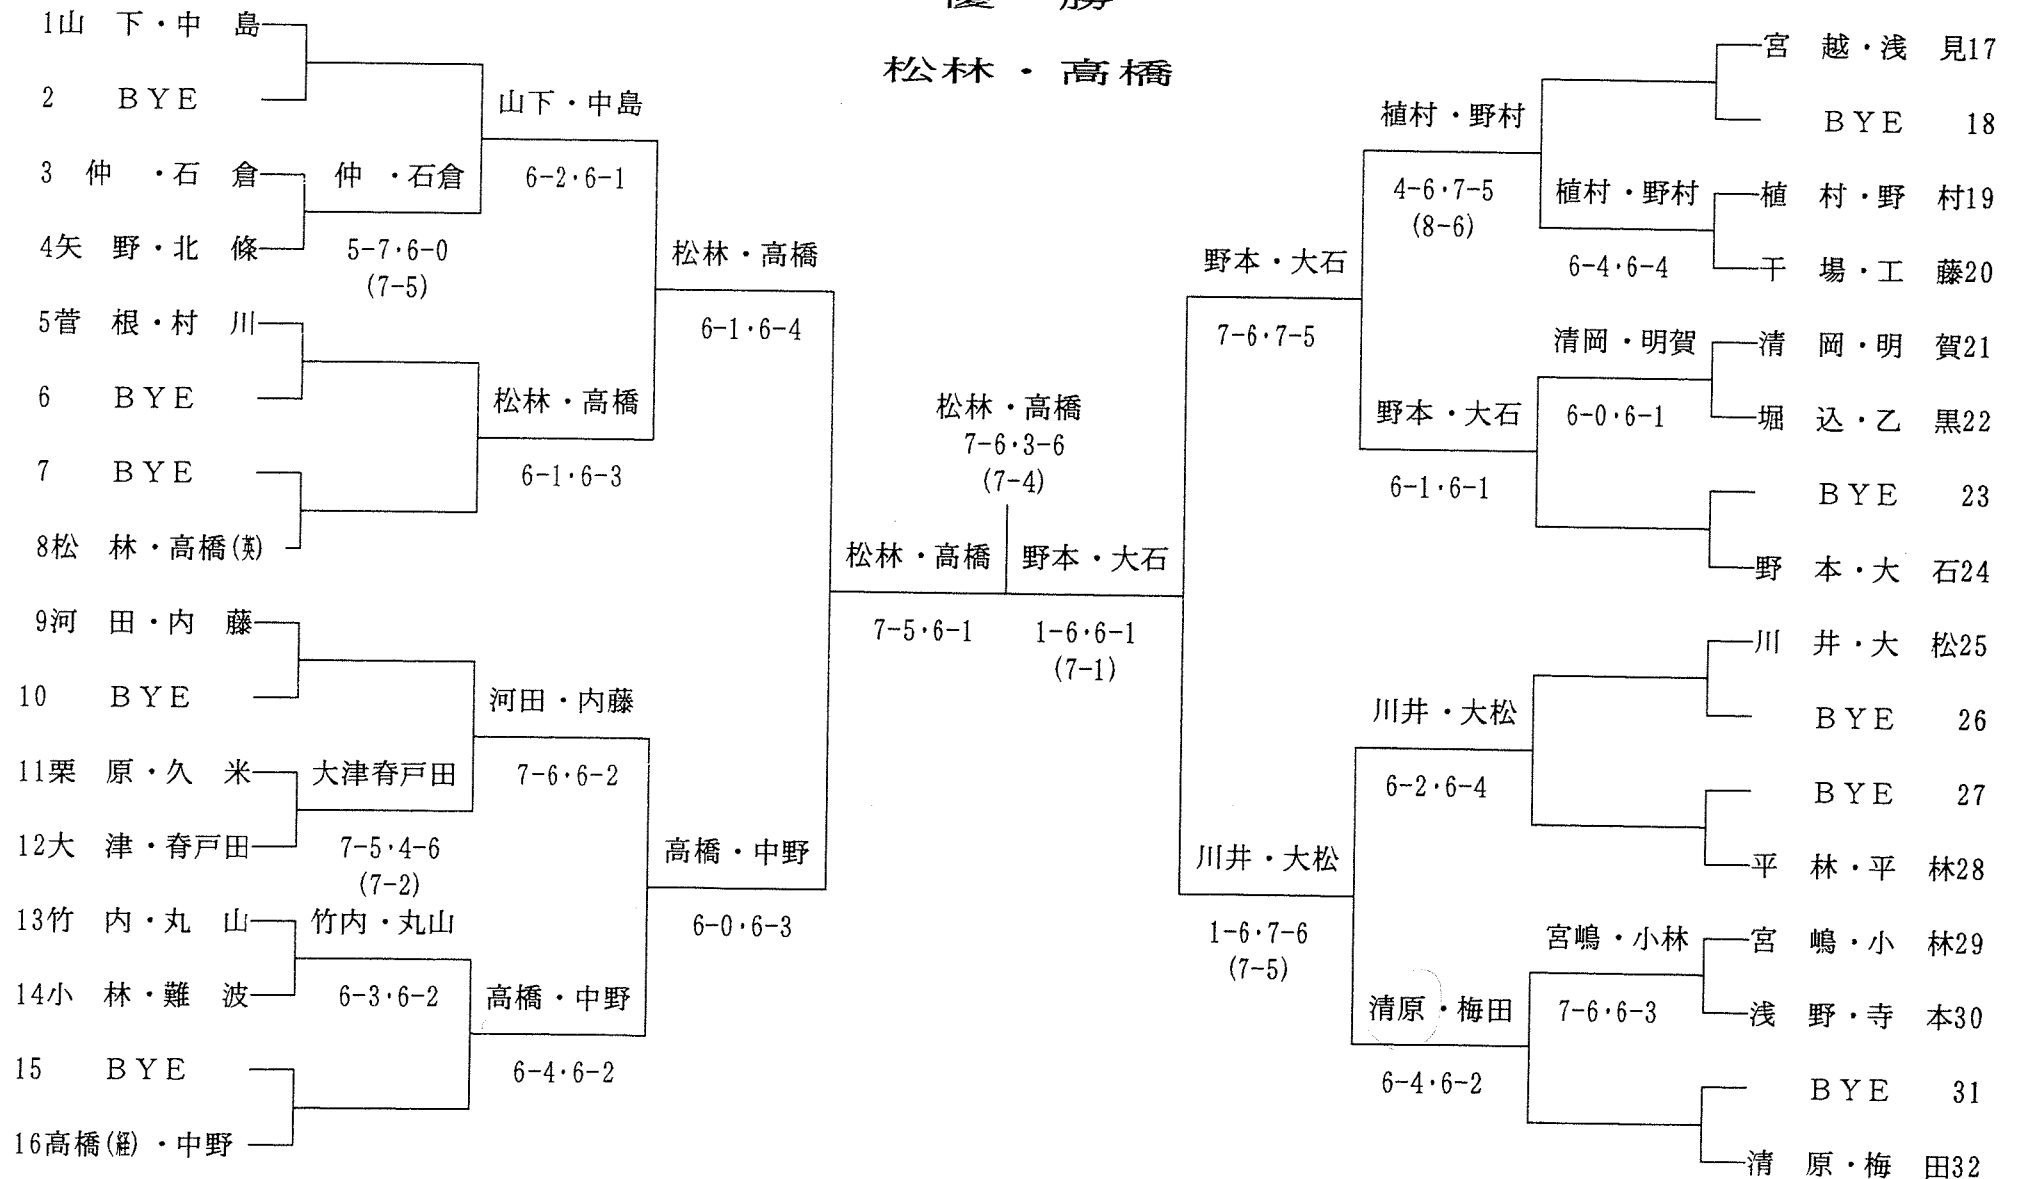 優　勝
松林・高橋
1山　下・中　島
2　ＢＹＥ
3　仲　・石　倉
4矢　野・北　條
5菅　根・村　川
6　ＢＹＥ
7　ＢＹＥ
8松　林・高橋(英)
9河　田・内　藤
10　ＢＹＥ
11栗　原・久　米
12大　津・脊戸田
13竹　内・丸　山
14小　林・難　波
15　ＢＹＥ
16高橋(経)・中野
仲　・石倉
5-7・6-0
(7-5)
大津脊戸田
7-5・4-6
(7-2)
竹内・丸山
6-3・6-2
山下・中島
6-2・6-1
松林・高橋
6-1・6-3
河田・内藤
7-6・6-2
高橋・中野
6-4・6-2
松林・高橋
6-1・6-4
高橋・中野
6-0・6-3
松林・高橋
7-5・6-1
松林・高橋
7-6・3-6
(7-4)
野本・大石
1-6・6-1
(7-1)
野本・大石
7-6・7-5
川井・大松
1-6・7-6
(7-5)
植村・野村
4-6・7-5
(8-6)
野本・大石
6-1・6-1
川井・大松
6-2・6-4
清原・梅田
6-4・6-2
植村・野村
6-4・6-4
清岡・明賀
6-0・6-1
宮嶋・小林
7-6・6-3
宮　越・浅　見17
ＢＹＥ　18
植　村・野　村19
干　場・工　藤20
清　岡・明　賀21
堀　込・乙　黒22
ＢＹＥ　23
野　本・大　石24
川　井・大　松25
ＢＹＥ　26
ＢＹＥ　27
平　林・平　林28
宮　嶋・小　林29
浅　野・寺　本30
ＢＹＥ　31
清　原・梅　田32